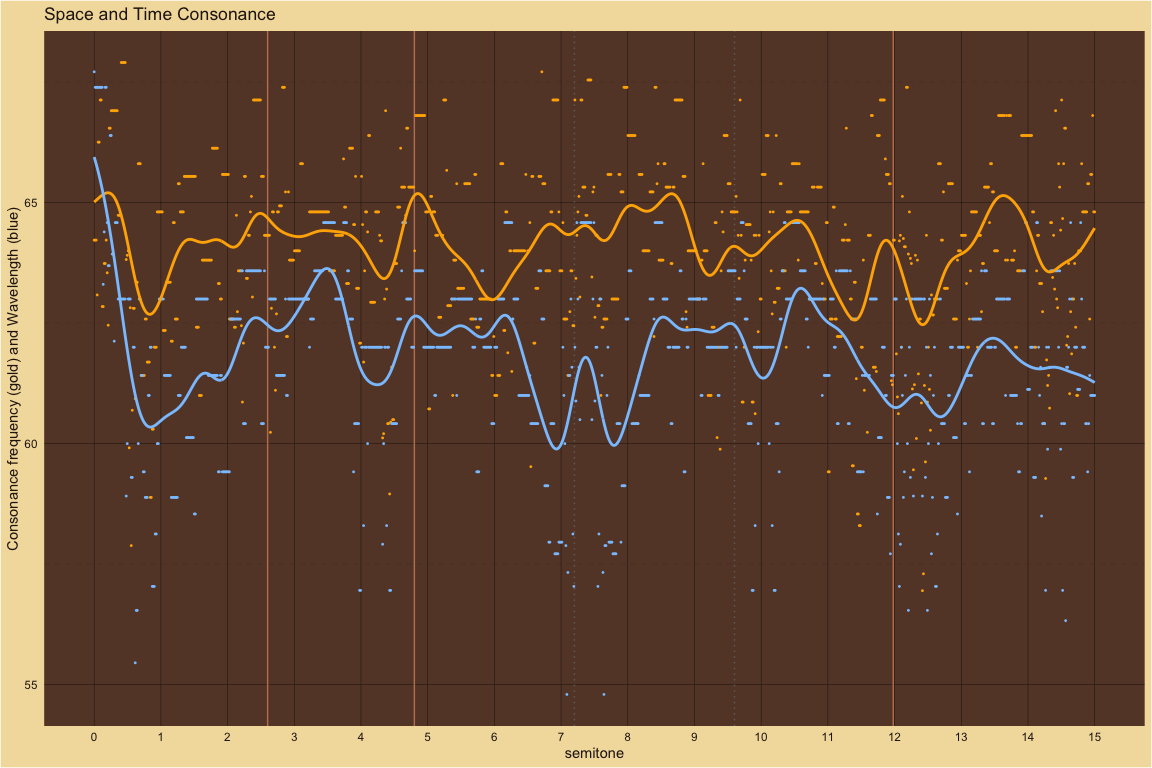 Space and Time Consonance
Consonance frequency (gold) and Wavelength (blue)
65
60
55
0 1 2 3 4 5 6 7 8 9 10 11 12 13 14 15
semitone